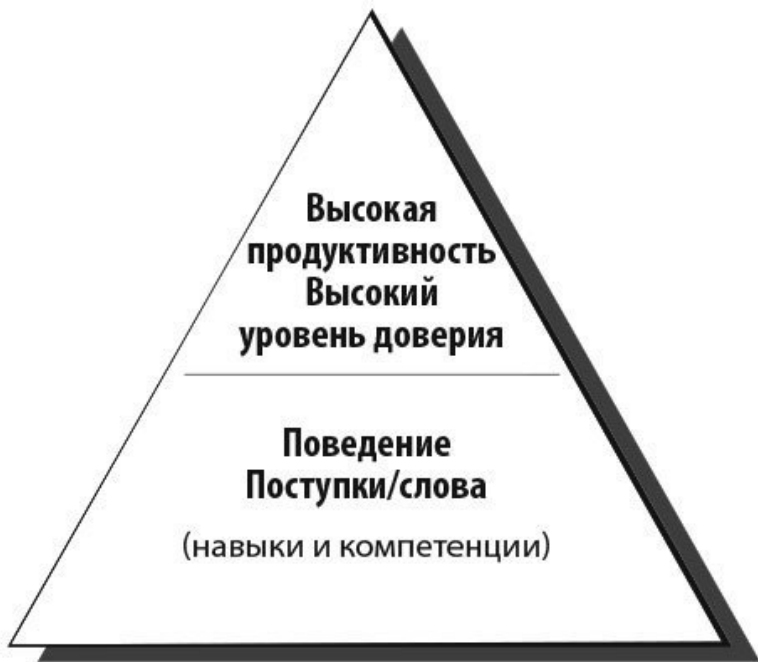 Высокая
продуктивность
Высокий
уровень доверия
Поведение
Поступки/слова
(навыки и компетенции)